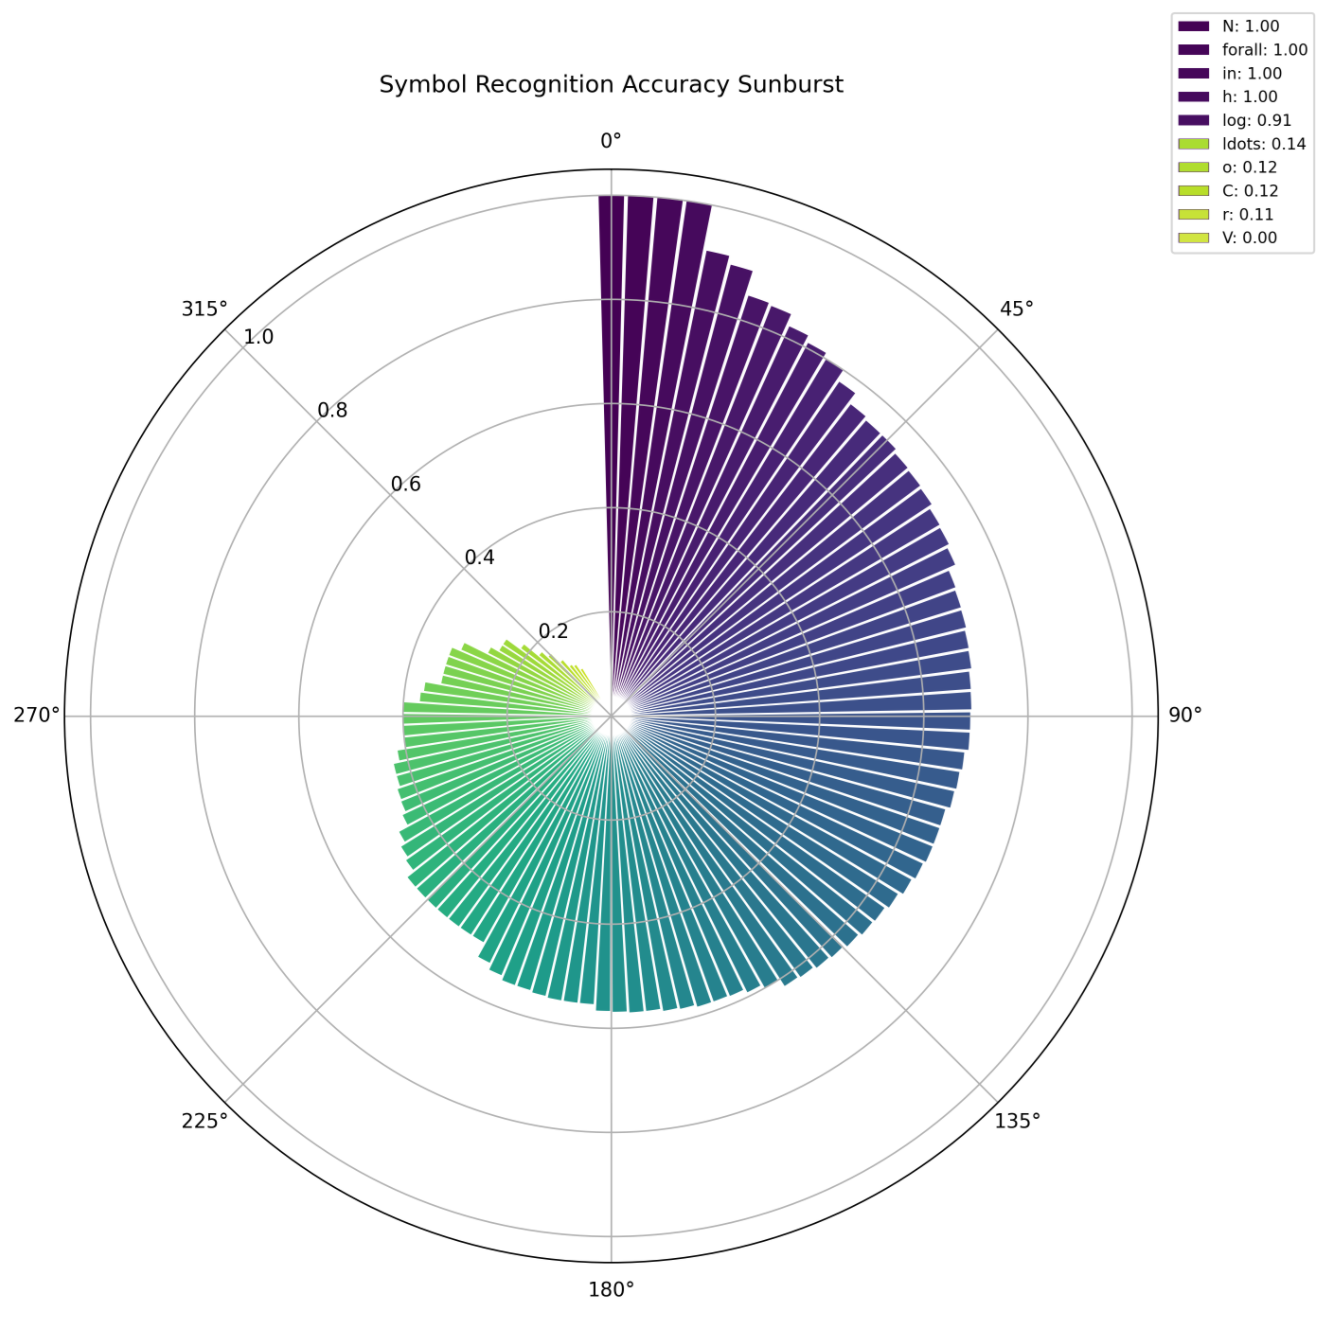 N: 1.00
forall: 1.00
in: 1.00
h: 1.00
log: 0.91
ldots: 0.14
o: 0.12
C: 0.12
r: 0.11
V: 0.00
Symbol Recognition Accuracy Sunburst
0°
315°
45°
1.0
0.8
0.6
0.4
0.2
270°
90°
225°
135°
180°